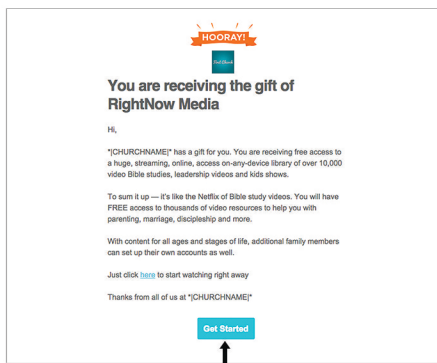 HOORAY!
You are receiving the gift of
RightNow Media
Hi,
*|CHURCHNAME|* has a gift for you. You are receiving free access to
a huge, streaming, online, access on-any-device library of over 10,000
video Bible studies, leadership videos and kids shows.
To sum it up — it's like the Netflix of Bible study videos. You will have
FREE access to thousands of video resources to help you with
parenting, marriage, discipleship and more.
With content for all ages and stages of life, additional family members
can set up their own accounts as well.
Just click here to start watching right away
Thanks from all of us at *|CHURCHNAME|*
Get Started